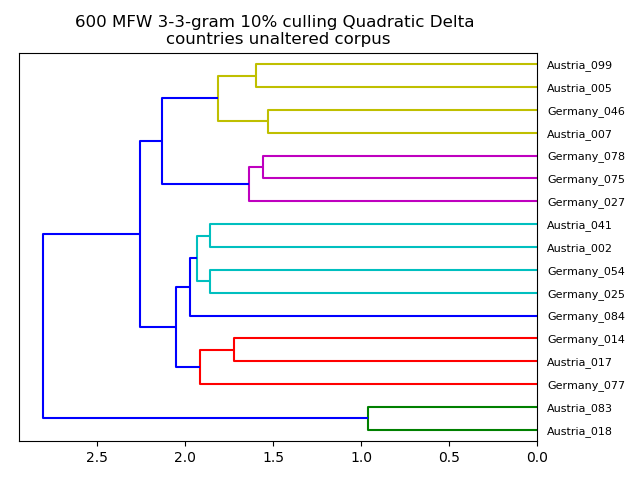 600 MFW 3-3-gram 10% culling Quadratic Delta
countries unaltered corpus
Austria_099
Austria_005
Germany_046
Austria_007
Germany_078
Germany_075
Germany_027
Austria_041
Austria_002
Germany_054
Germany_025
Germany_084
Germany_014
Austria_017
Germany_077
Austria_083
Austria_018
2.5 2.0 1.5 1.0 0.5 0.0